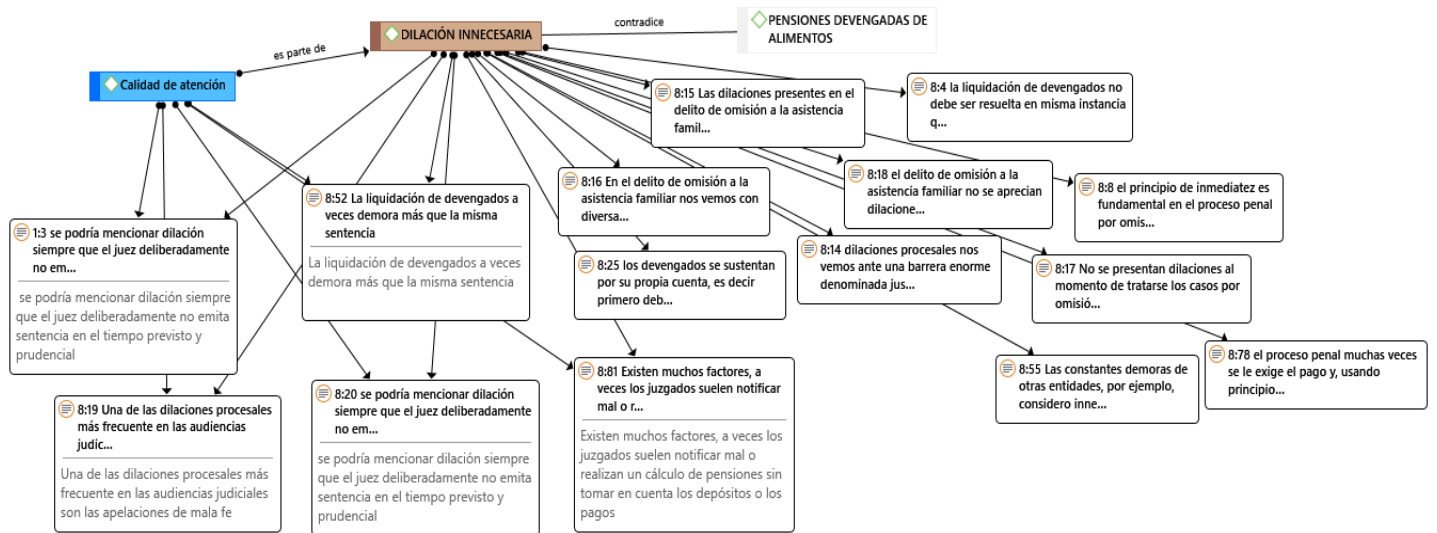 contradice
PENSIONES DEVENGADAS DE
ALIMENTOS
DILACIÓN INNECESARIA
es parte de
Calidad de atención
8:15 Las dilaciones presentes en el
delito de omisión a la asistencia
famil...
8:4 la liquidación de devengados no
debe ser resuelta en misma instancia
q...
8:52 La liquidación de devengados a
veces demora más que la misma
sentencia
La liquidación de devengados a veces
demora más que la misma sentencia
8:16 En el delito de omisión a la
asistencia familiar nos vemos con
diversa...
8:18 el delito de omisión a la
asistencia familiar no se aprecian
dilacione...
8:8 el principio de inmediatez es
fundamental en el proceso penal
por omis...
1:3 se podría mencionar dilación
siempre que el juez deliberadamente
no em...
se podría mencionar dilación siempre
que el juez deliberadamente no emita
sentencia en el tiempo previsto y
prudencial
8:25 los devengados se sustentan
por su propia cuenta, es decir
primero deb...
8:14 dilaciones procesales nos
vemos ante una barrera enorme
denominada jus...
8:17 No se presentan dilaciones al
momento de tratarse los casos por
omisió...
8:19 Una de las dilaciones procesales
más frecuente en las audiencias
judic...
Una de las dilaciones procesales más
frecuente en las audiencias judiciales
son las apelaciones de mala fe
8:20 se podría mencionar dilación
siempre que el juez deliberadamente
no em...
se podría mencionar dilación siempre
que el juez deliberadamente no emita
sentencia en el tiempo previsto y
prudencial
8:81 Existen muchos factores, a
veces los juzgados suelen notificar
mal o r...
Existen muchos factores, a veces los
juzgados suelen notificar mal o
realizan un cálculo de pensiones sin
tomar en cuenta los depósitos o los
pagos
8:55 Las constantes demoras de
otras entidades, por ejemplo,
considero inne...
8:78 el proceso penal muchas veces
se le exige el pago y, usando
principio...